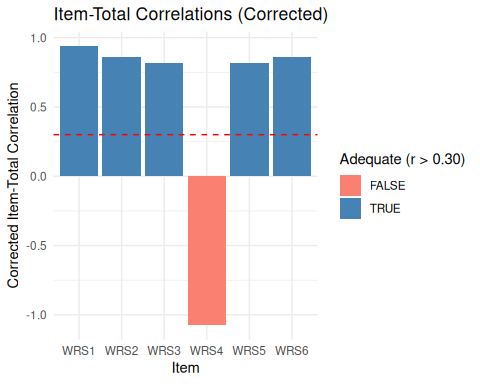 Item-Total Correlations (Corrected)
Corrected Item-Total Correlation
1.0
0.5
0.0
-0.5
-1.0
WRS1 WRS2 WRS3 WRS4 WRS5 WRS6
Item
Adequate (r > 0.30)
FALSE
TRUE